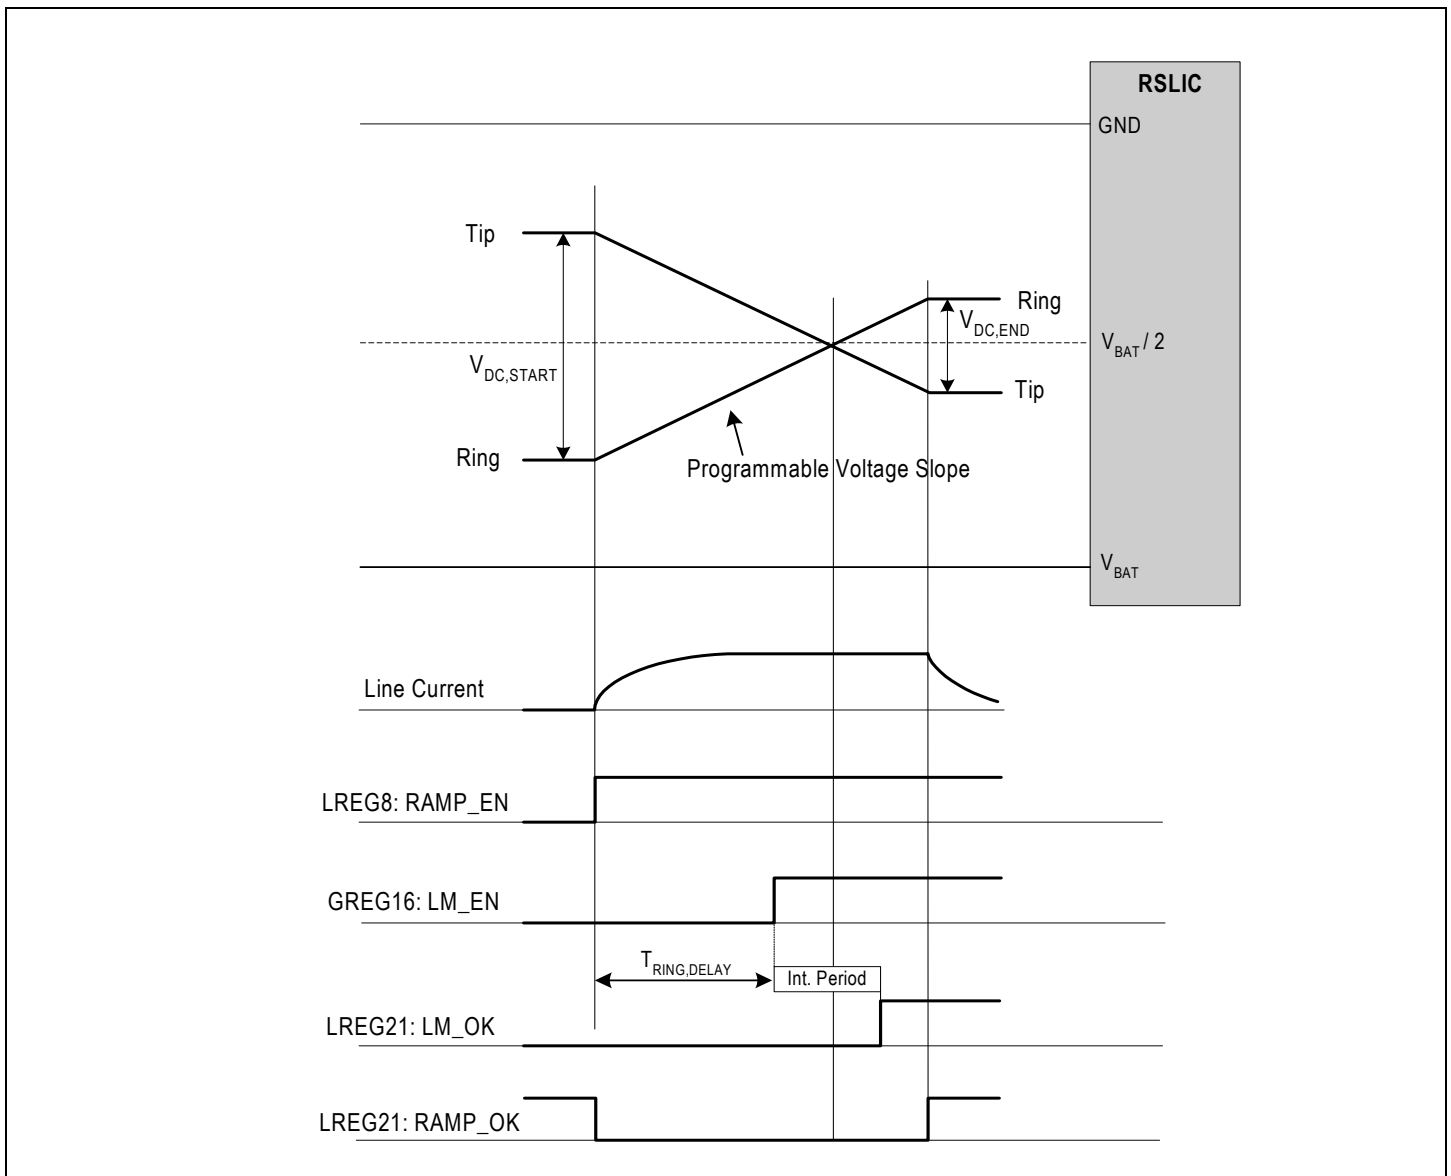 RSLIC
GND
Tip
Ring
V_DC,END
V_BAT / 2
V_DC,START
Tip
Ring
Programmable Voltage Slope
V_BAT
Line Current
LREG8: RAMP_EN
GREG16: LM_EN
T_RING,DELAY
Int. Period
LREG21: LM_OK
LREG21: RAMP_OK